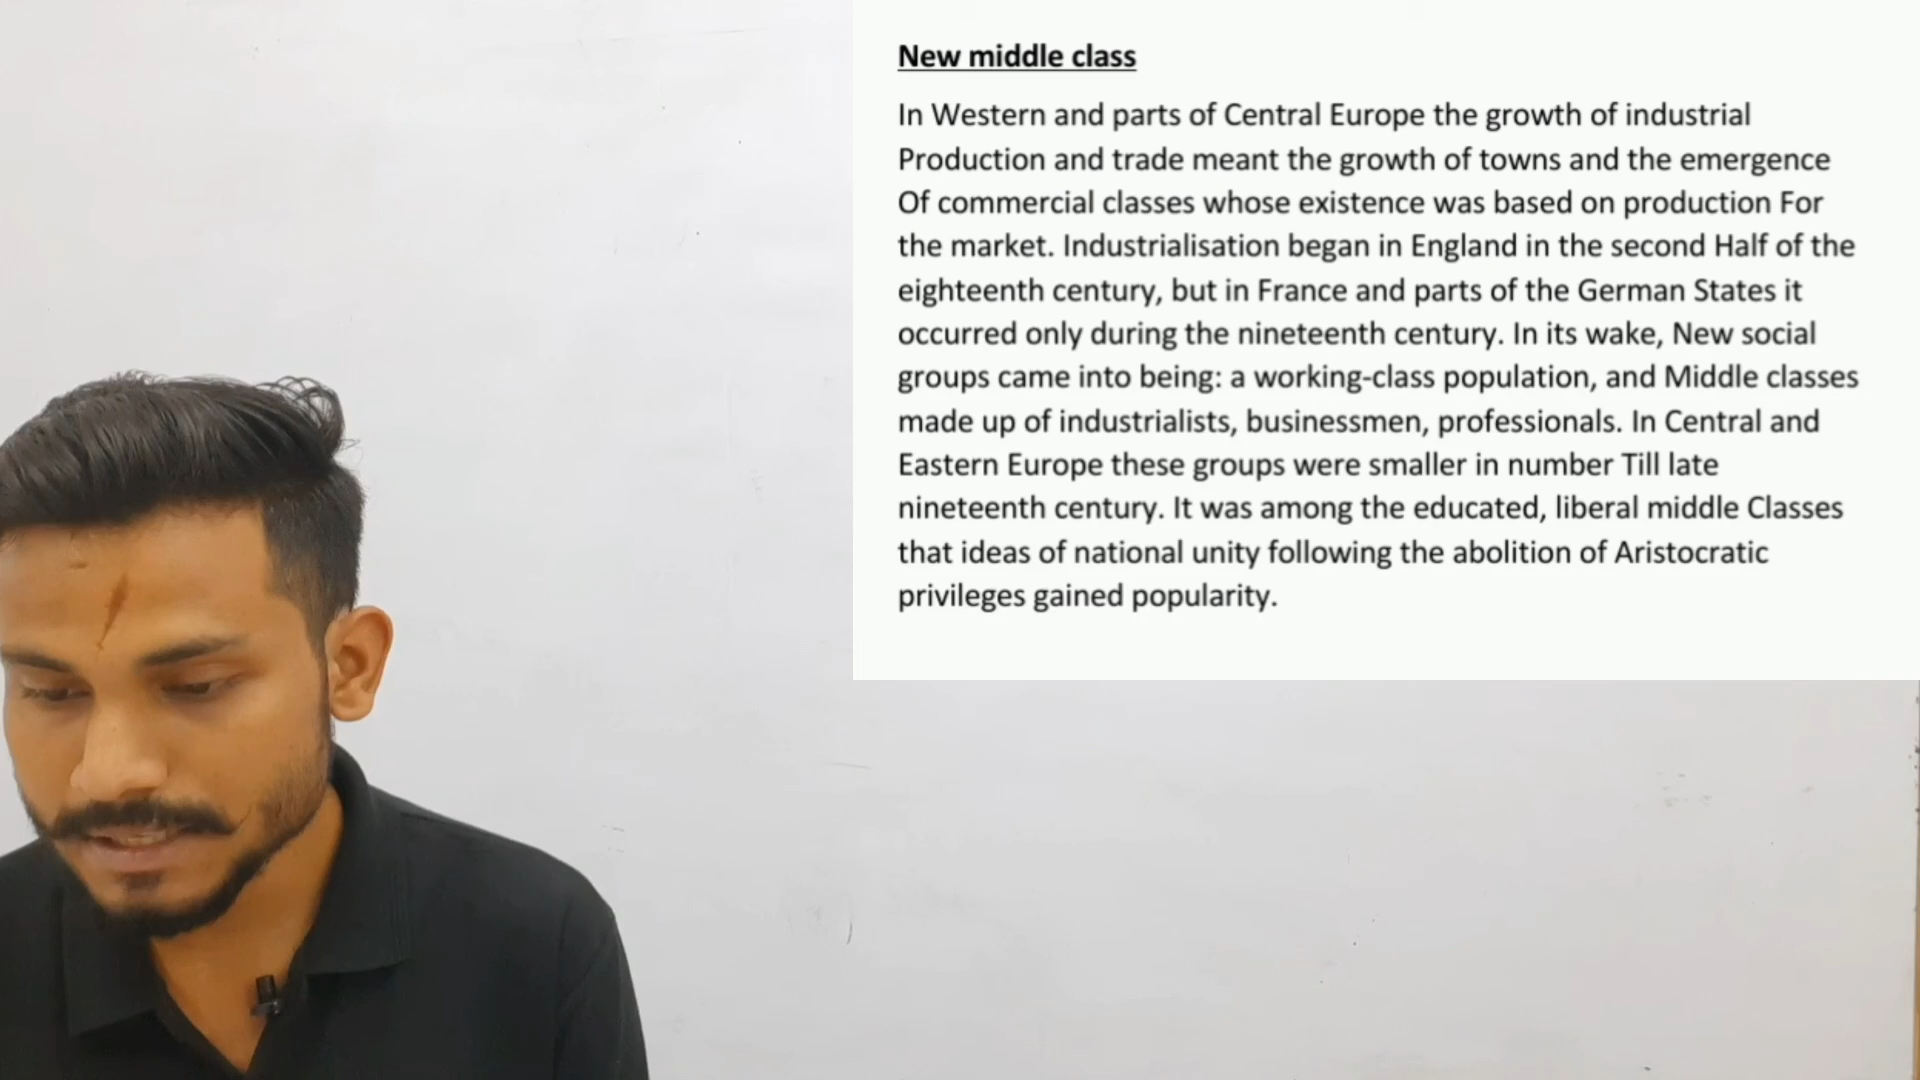 New middle class
In Western and parts of Central Europe the growth of industrial
Production and trade meant the growth of towns and the emergence
Of commercial classes whose existence was based on production For
the market. Industrialisation began in England in the second Half of the
eighteenth century, but in France and parts of the German States it
occurred only during the nineteenth century. In its wake, New social
groups came into being: a working-class population, and Middle classes
made up of industrialists, businessmen, professionals. In Central and
Eastern Europe these groups were smaller in number Till late
nineteenth century. It was among the educated, liberal middle Classes
that ideas of national unity following the abolition of Aristocratic
privileges gained popularity.